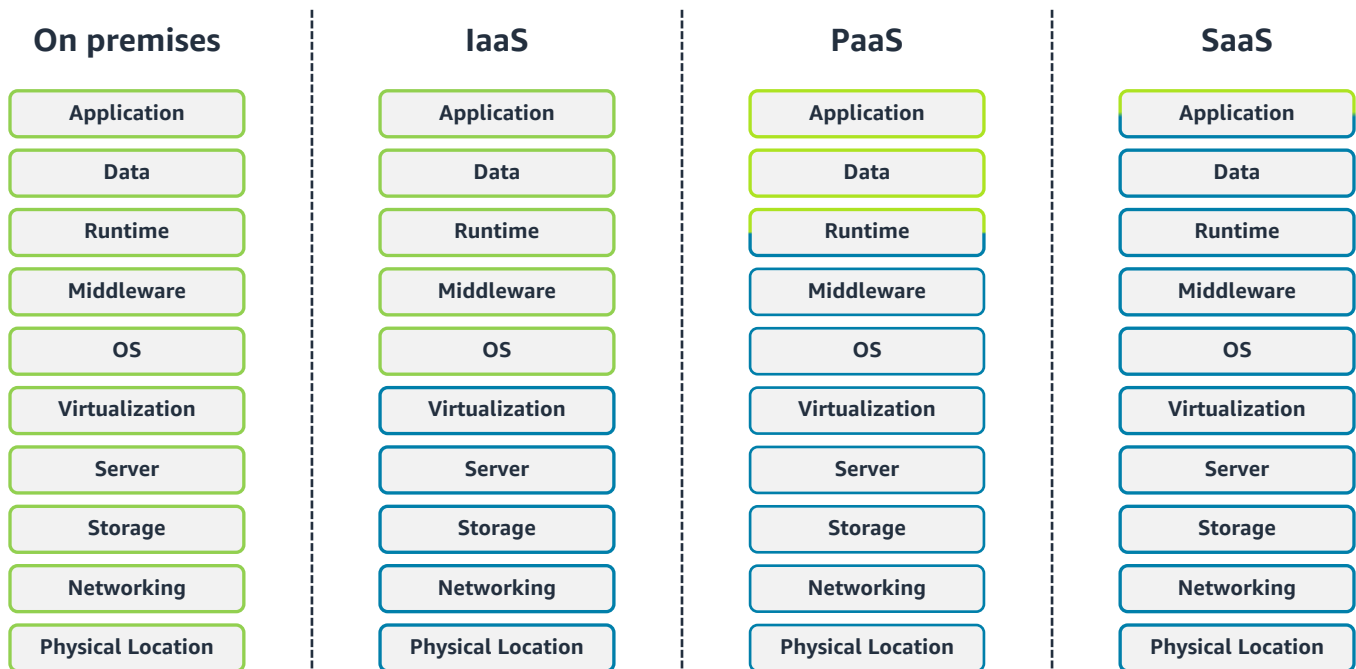 On premises
IaaS
PaaS
SaaS
Application
Application
Application
Application
Data
Data
Data
Data
Runtime
Runtime
Runtime
Runtime
Middleware
Middleware
Middleware
Middleware
OS
OS
OS
OS
Virtualization
Virtualization
Virtualization
Virtualization
Server
Server
Server
Server
Storage
Storage
Storage
Storage
Networking
Networking
Networking
Networking
Physical Location
Physical Location
Physical Location
Physical Location